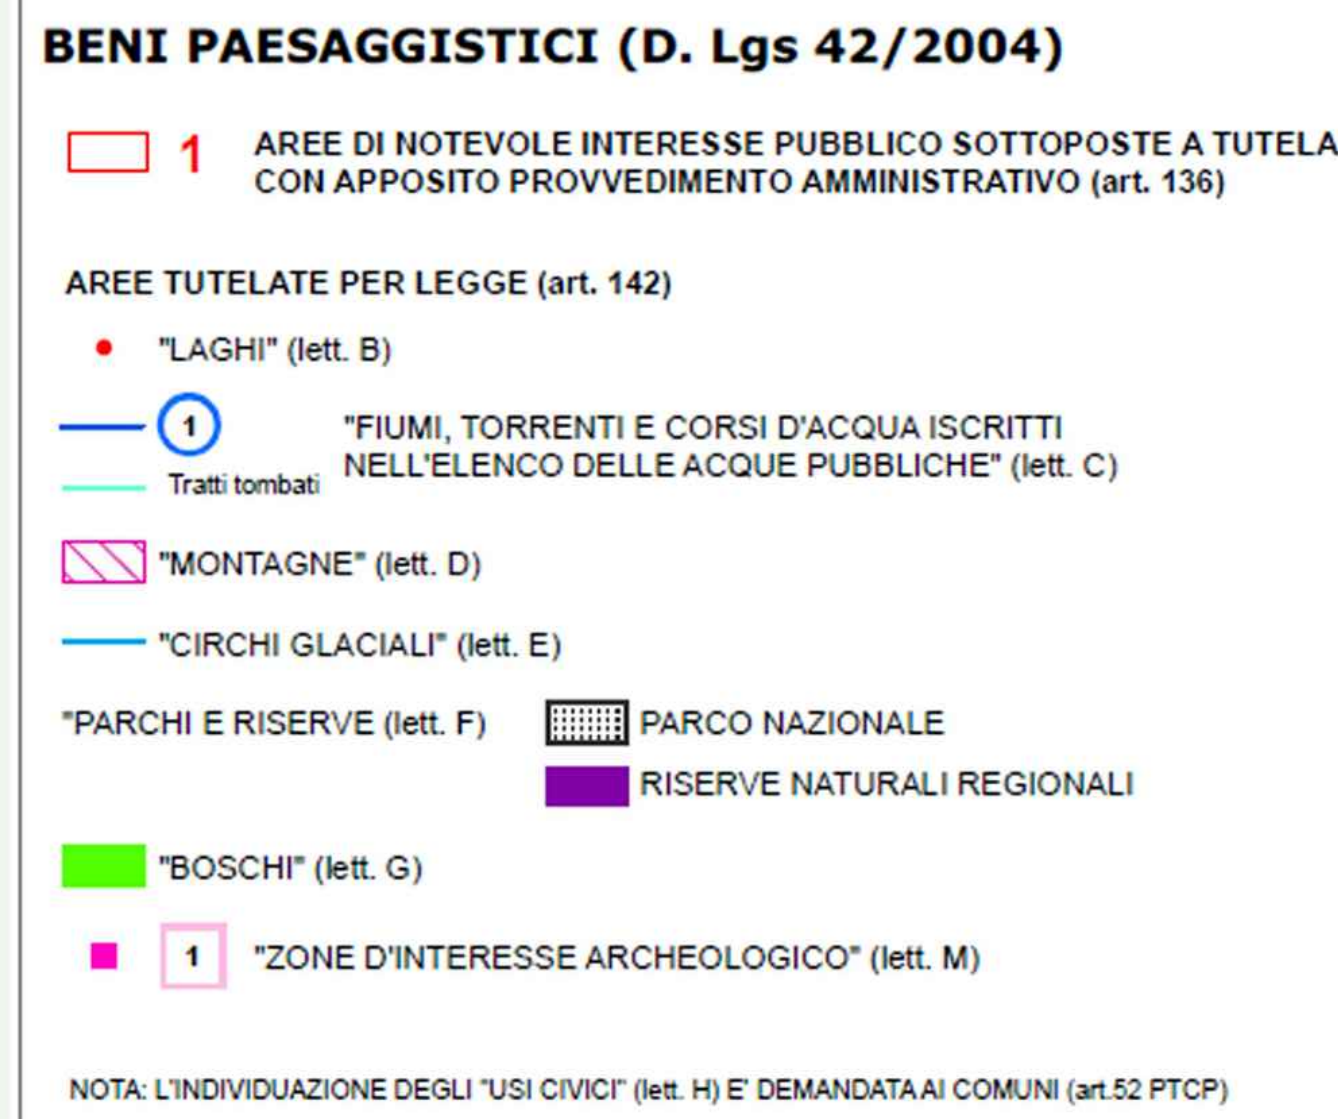 BENI PAESAGGISTICI (D. Lgs 42/2004)
1 AREE DI NOTEVOLE INTERESSE PUBBLICO SOTTOPOSTE A TUTELA
CON APPOSITO PROVVEDIMENTO AMMINISTRATIVO (art. 136)
AREE TUTELATE PER LEGGE (art. 142)
"LAGHI" (lett. B)
1 "FIUMI, TORRENTI E CORSI D'ACQUA ISCRITTI
NELL'ELENCO DELLE ACQUE PUBBLICHE" (lett. C)
Tratti tombati
"MONTAGNE" (lett. D)
"CIRCHI GLACIALI" (lett. E)
"PARCHI E RISERVE (lett. F) PARCO NAZIONALE
RISERVE NATURALI REGIONALI
"BOSCHI" (lett. G)
1 "ZONE D'INTERESSE ARCHEOLOGICO" (lett. M)
NOTA: L'INDIVIDUAZIONE DEGLI "USI CIVICI" (lett. H) E' DEMANDATA AI COMUNI (art.52 PTCP)